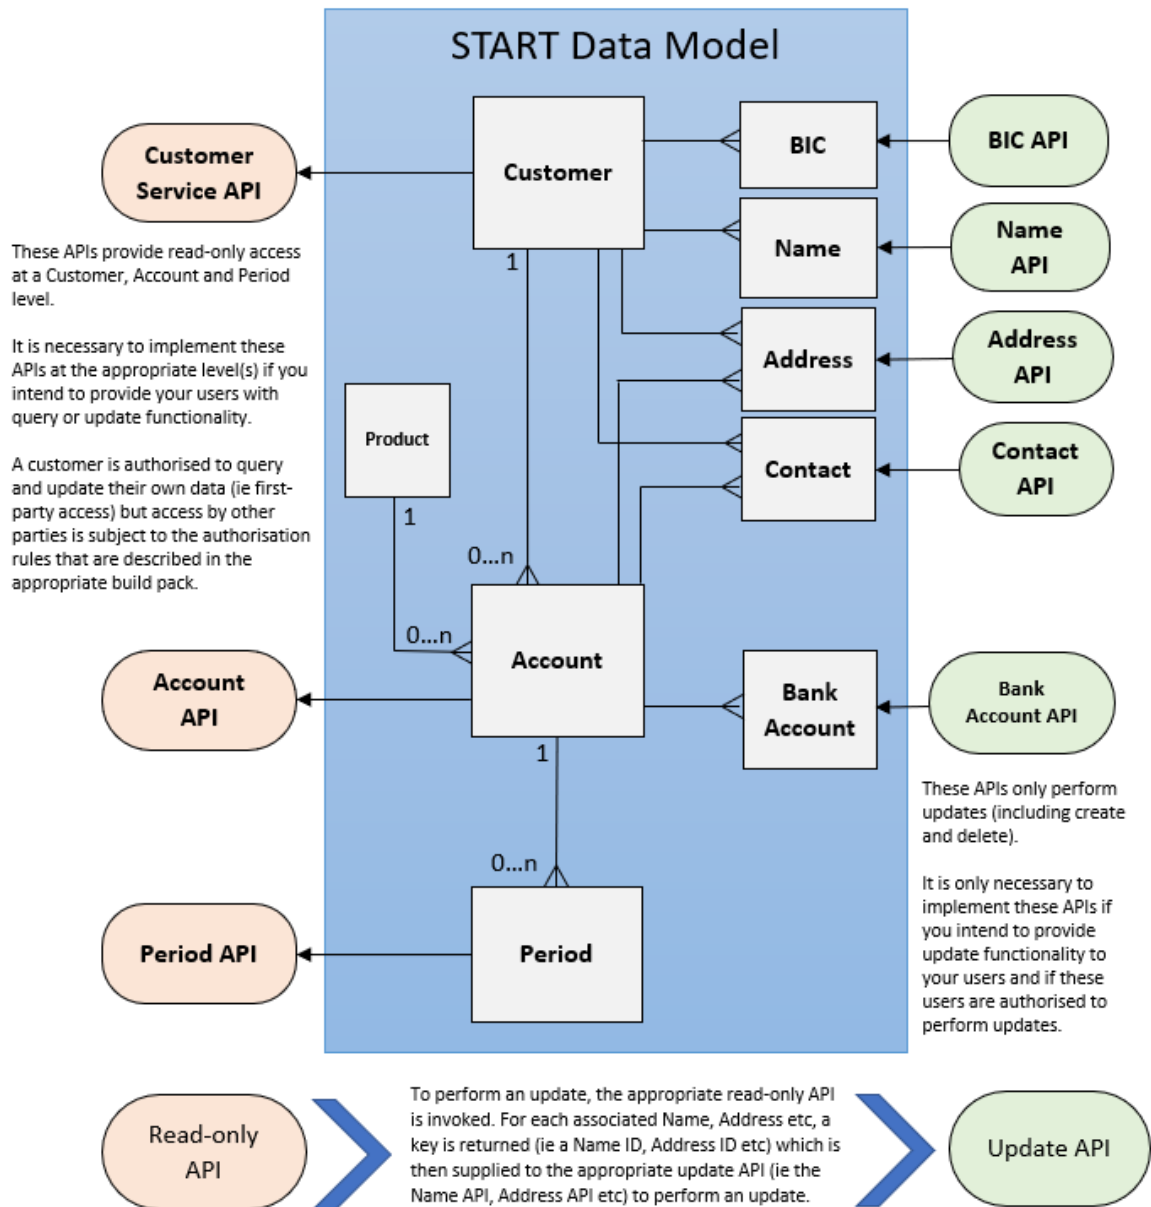 START Data Model
Customer
Service API
Customer
BIC
BIC API
These APIs provide read-only access
at a Customer, Account and Period
level.
It is necessary to implement these
APIs at the appropriate level(s) if you
intend to provide your users with
query or update functionality.
A customer is authorised to query
and update their own data (ie first-
party access) but access by other
parties is subject to the authorisation
rules that are described in the
appropriate build pack.
1
Name
Name
API
Address
Address
API
Product
Contact
Contact
API
1
0...n
0...n
Account
API
Account
Bank
Account
Bank
Account API
1
These APIs only perform
updates (including create
and delete).
It is only necessary to
implement these APIs if
you intend to provide
update functionality to
your users and if these
users are authorised to
perform updates.
0...n
Period API
Period
Read-only
API
To perform an update, the appropriate read-only API
is invoked. For each associated Name, Address etc, a
key is returned (ie a Name ID, Address ID etc) which is
then supplied to the appropriate update API (ie the
Name API, Address API etc) to perform an update.
Update API